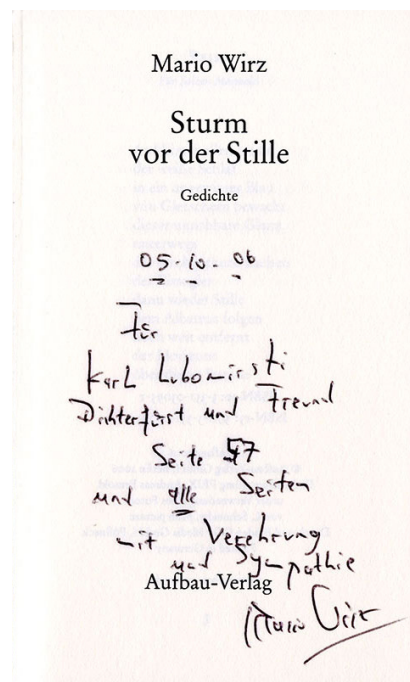 Mario Wirz
Sturm
vor der Stille
Gedichte
05.10.06
Für
Karl Lubomirski
Dichterfürst und Freund
Seite 57
und alle Seiten
mit Verehrung
und Sympathie
Aufbau-Verlag
Mario Wirz